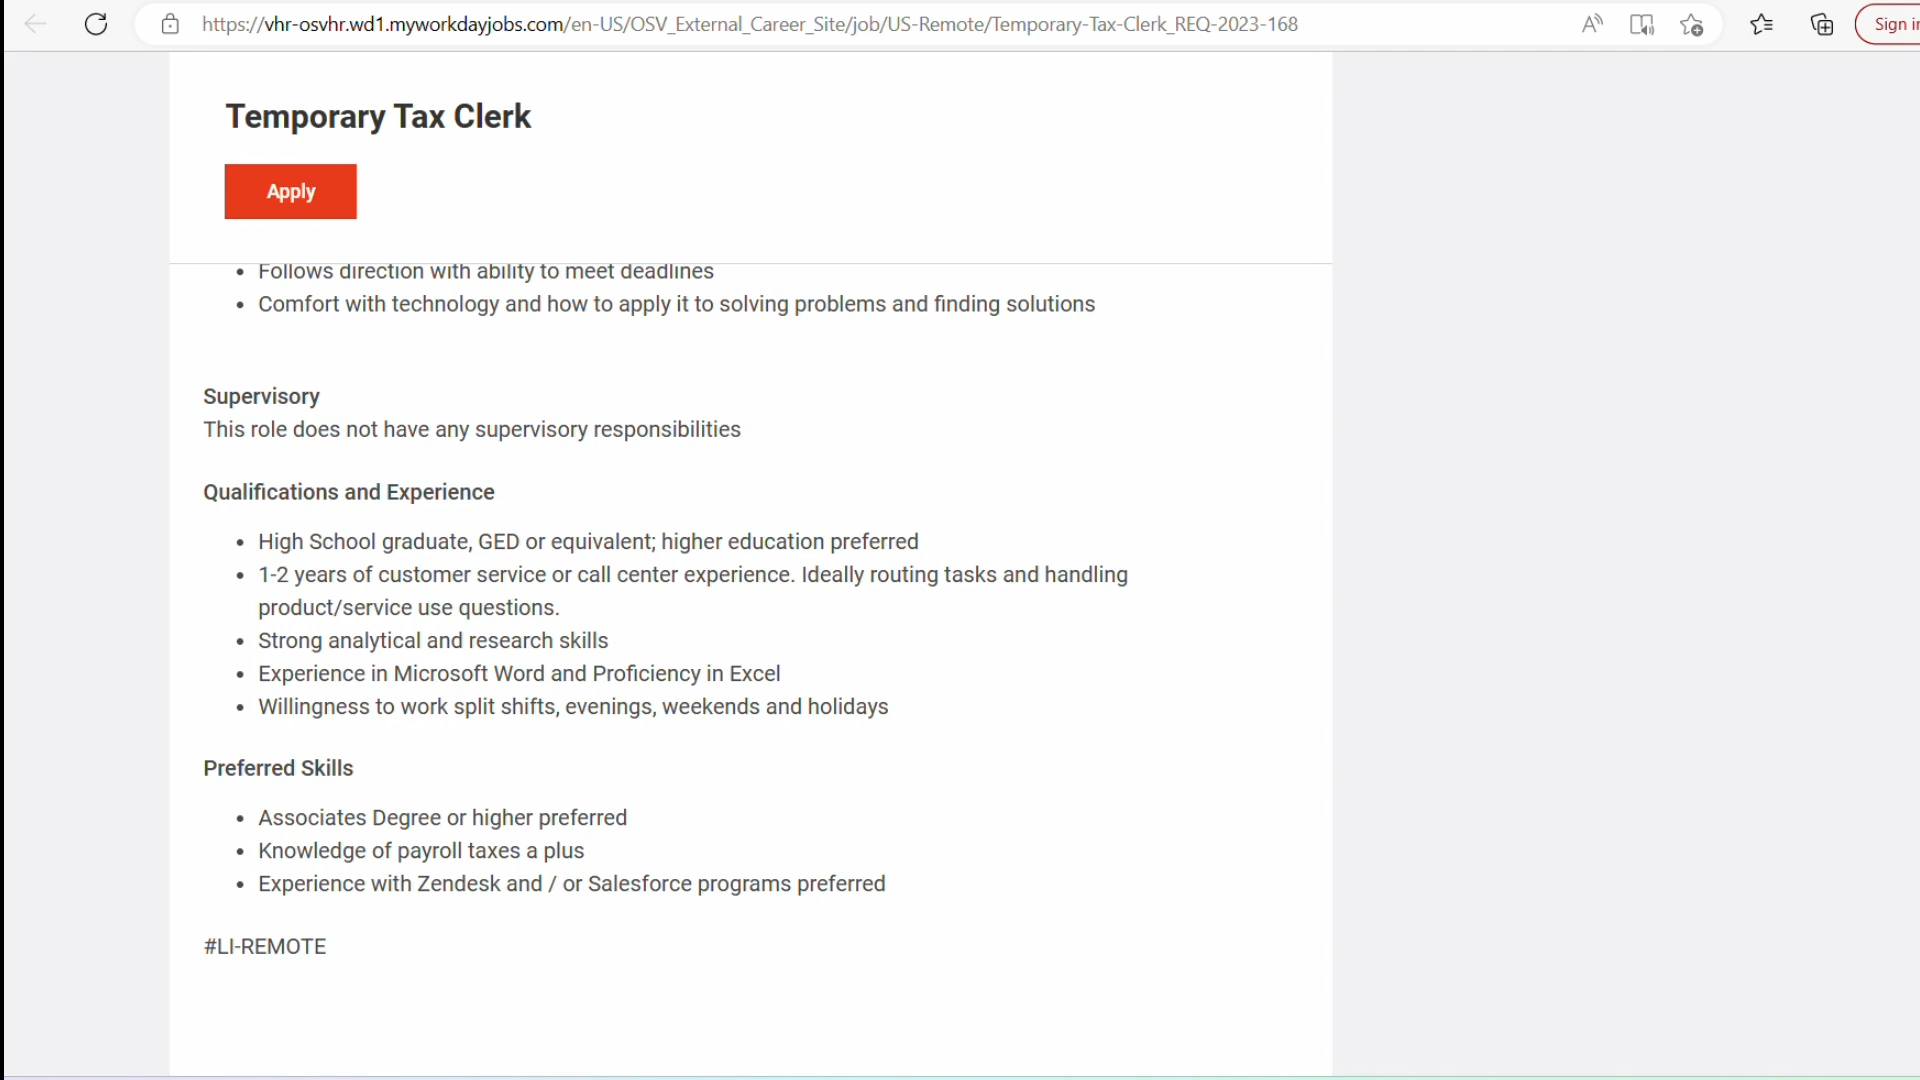 https://vhr-osvhr.wd1.myworkdayjobs.com/en-US/OSV_External_Career_Site/job/US-Remote/Temporary-Tax-Clerk_REQ-2023-168
Sign in
Temporary Tax Clerk
Apply
• Follows direction with ability to meet deadlines
• Comfort with technology and how to apply it to solving problems and finding solutions
Supervisory
This role does not have any supervisory responsibilities
Qualifications and Experience
• High School graduate, GED or equivalent; higher education preferred
• 1-2 years of customer service or call center experience. Ideally routing tasks and handling
product/service use questions.
• Strong analytical and research skills
• Experience in Microsoft Word and Proficiency in Excel
• Willingness to work split shifts, evenings, weekends and holidays
Preferred Skills
• Associates Degree or higher preferred
• Knowledge of payroll taxes a plus
• Experience with Zendesk and / or Salesforce programs preferred
#LI-REMOTE